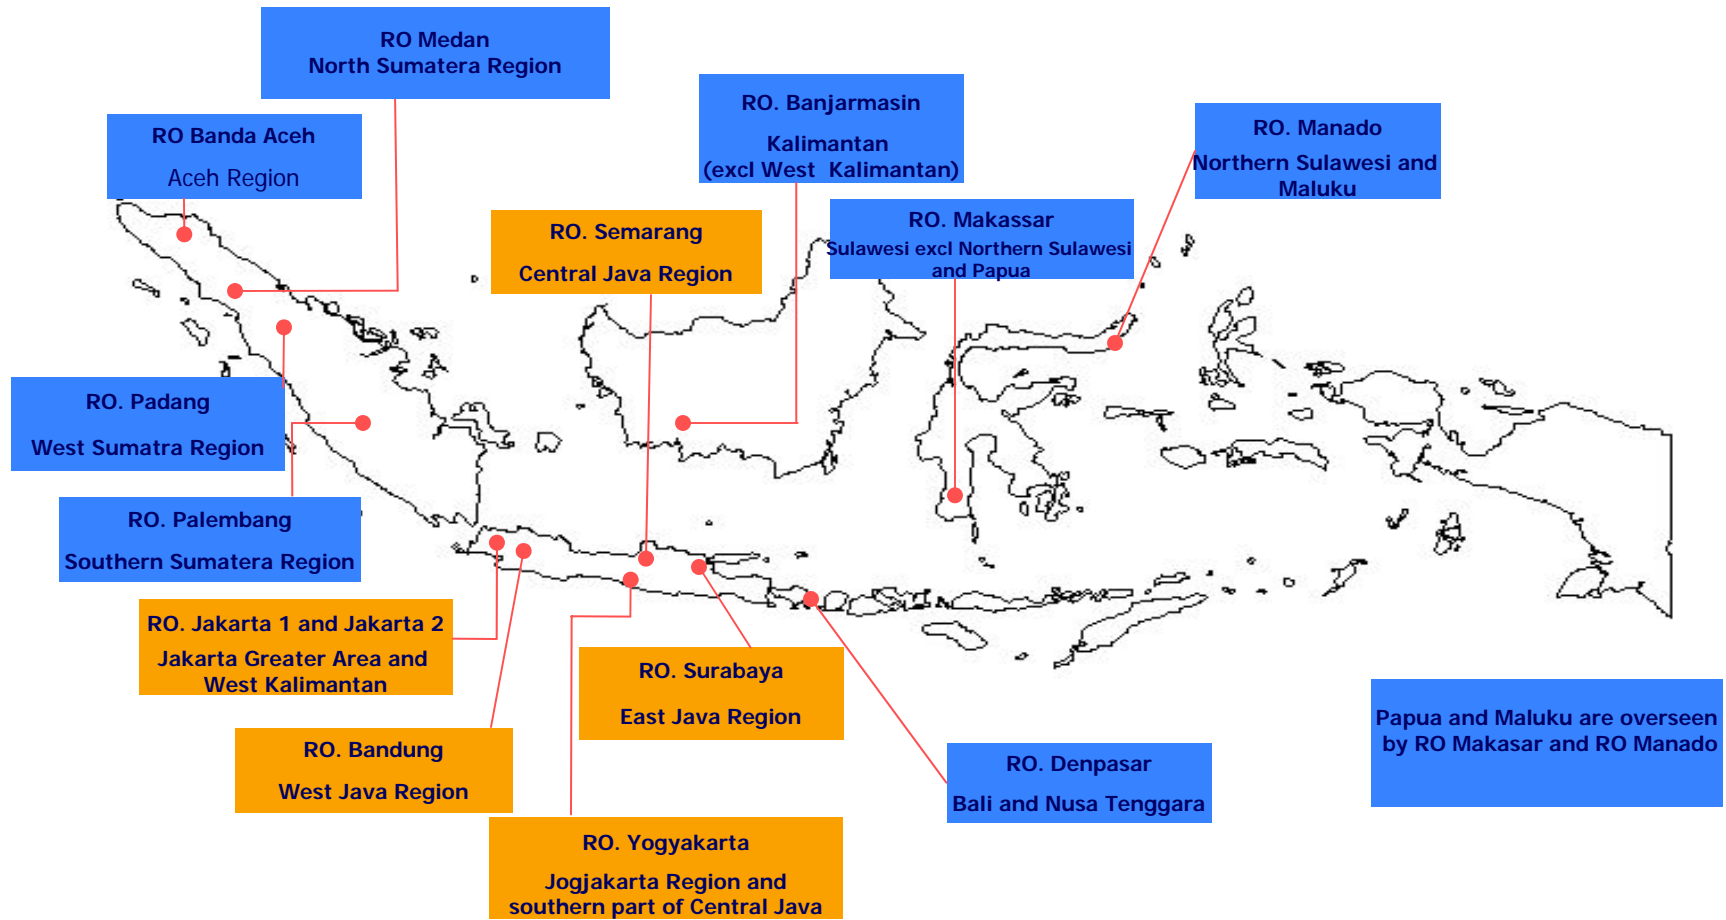 RO Medan
North Sumatera Region
RO Banda Aceh
Aceh Region
RO. Banjarmasin
Kalimantan
(excl West Kalimantan)
RO. Manado
Northern Sulawesi and
Maluku
RO. Semarang
Central Java Region
RO. Makassar
Sulawesi excl Northern Sulawesi
and Papua
RO. Padang
West Sumatra Region
RO. Palembang
Southern Sumatera Region
RO. Jakarta 1 and Jakarta 2
Jakarta Greater Area and
West Kalimantan
RO. Surabaya
East Java Region
RO. Bandung
West Java Region
RO. Denpasar
Bali and Nusa Tenggara
Papua and Maluku are overseen
by RO Makasar and RO Manado
RO. Yogyakarta
Jogjakarta Region and
southern part of Central Java